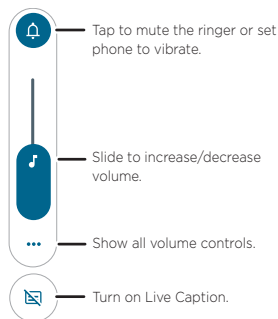 Tap to mute the ringer or set
phone to vibrate.
Slide to increase/decrease
volume.
Show all volume controls.
Turn on Live Caption.